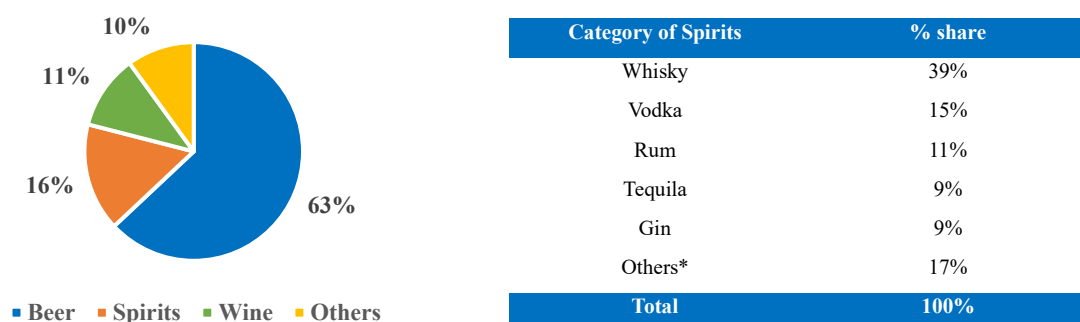 10%
11%
16%
63%
Beer Spirits Wine Others
Category of Spirits % share
Whisky 39%
Vodka 15%
Rum 11%
Tequila 9%
Gin 9%
Others* 17%
Total 100%